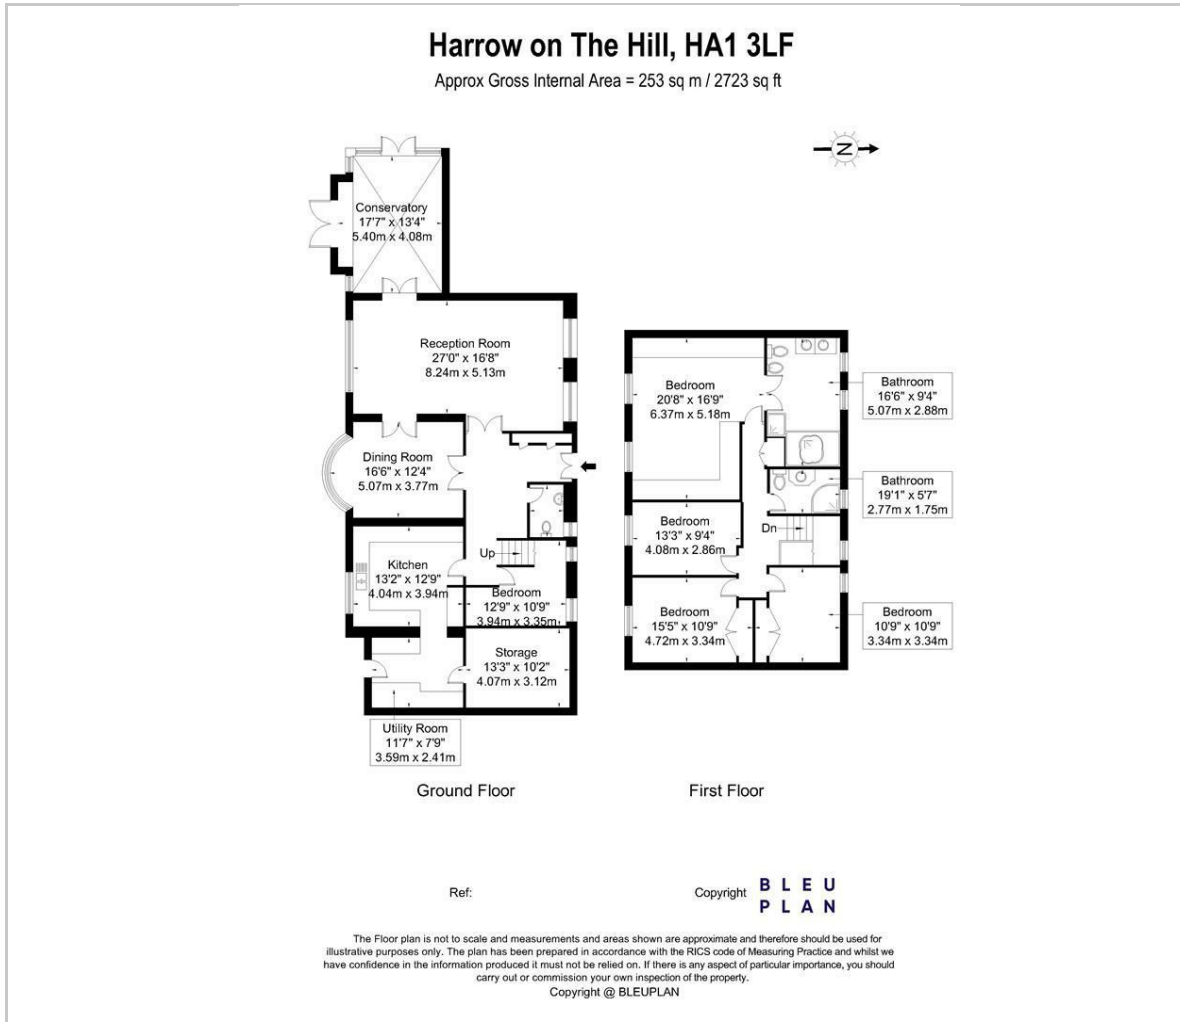 Harrow on The Hill, HA1 3LF
Approx Gross Internal Area = 253 sq m / 2723 sq ft
N
Conservatory
17'7" x 13'4"
5.40m x 4.08m
Reception Room
27'0" x 16'8"
8.24m x 5.13m
Dining Room
16'6" x 12'4"
5.07m x 3.77m
Kitchen
13'2" x 12'9"
4.04m x 3.94m
Up
Bedroom
12'9" x 10'9"
3.94m x 3.35m
Storage
13'3" x 10'2"
4.07m x 3.12m
Utility Room
11'7" x 7'9"
3.59m x 2.41m
Ground Floor
Bedroom
20'8" x 16'9"
6.37m x 5.18m
Bathroom
16'6" x 9'4"
5.07m x 2.88m
Bathroom
19'1" x 5'7"
2.77m x 1.75m
Bedroom
13'3" x 9'4"
4.08m x 2.86m
Dn
Bedroom
15'5" x 10'9"
4.72m x 3.34m
Bedroom
10'9" x 10'9"
3.34m x 3.34m
First Floor
Ref:
Copyright
BLEU
PLAN
The Floor plan is not to scale and measurements and areas shown are approximate and therefore should be used for
illustrative purposes only. The plan has been prepared in accordance with the RICS code of Measuring Practice and whilst we
have confidence in the information produced it must not be relied on. If there is any aspect of particular importance, you should
carry out or commission your own inspection of the property.
Copyright @ BLEUPLAN